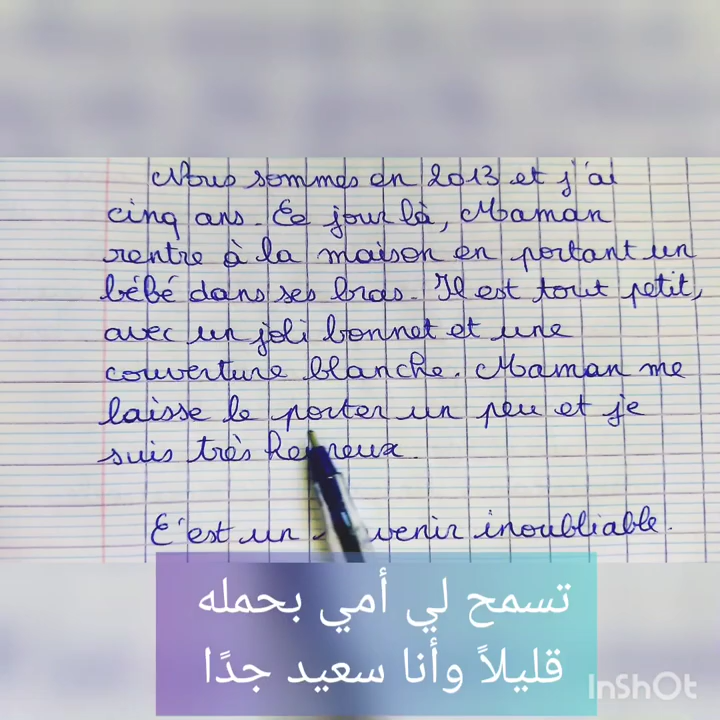 Nous sommes en 2013 et j'ai
cinq ans. Ce jour là, Maman
rentre à la maison en portant un
bébé dans ses bras. Il est tout petit,
avec un joli bonnet et une
couverture blanche. Maman me
laisse le porter un peu et je
suis très heureux.
C'est un venir inoubliable.
تسمح لي أمي بحمله
قليلاً وأنا سعيد جدًا
InShOt